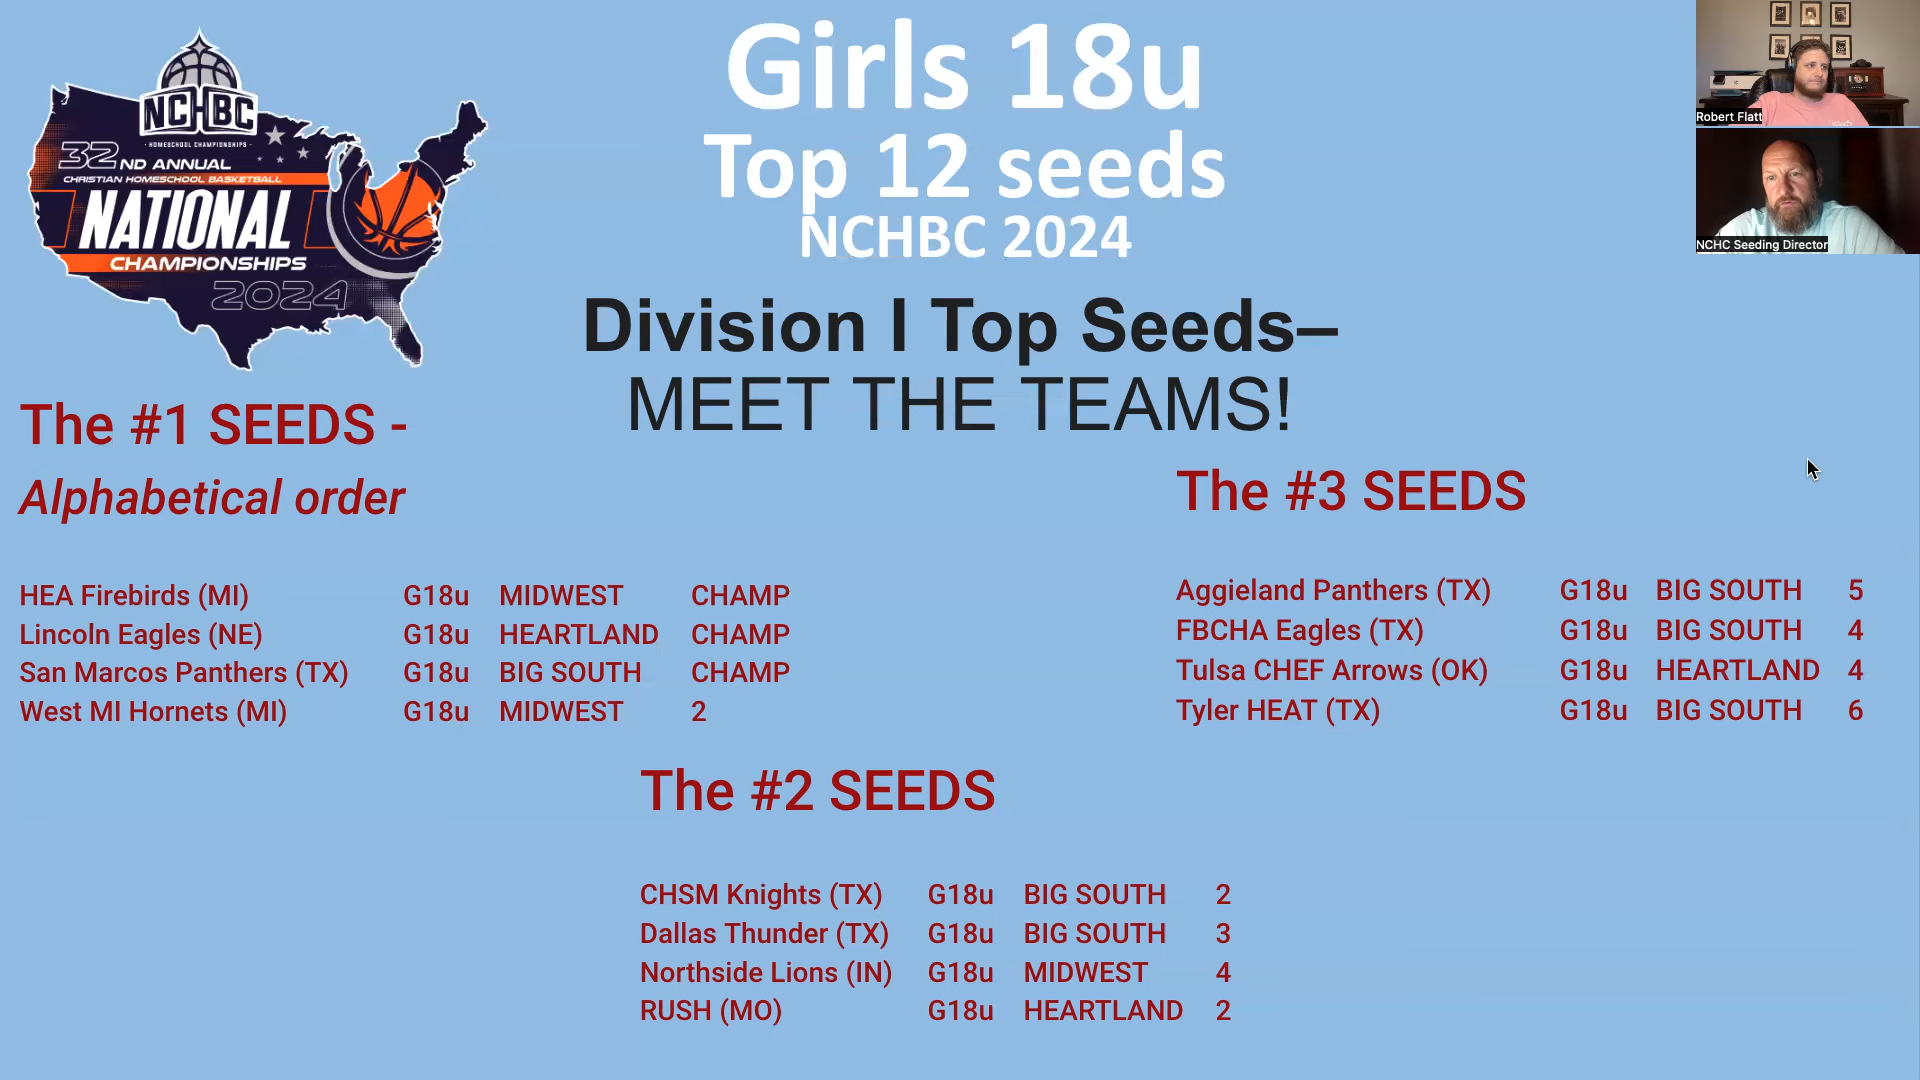 Girls 18u
Top 12 seeds
NCHBC 2024
NCHBC
- HOMESCHOOL CHAMPIONSHIPS -
32ND ANNUAL
CHRISTIAN HOMESCHOOL BASKETBALL
NATIONAL
CHAMPIONSHIPS
2024
Robert Flatt
NCHC Seeding Director
Division I Top Seeds–
MEET THE TEAMS!
The #1 SEEDS -
Alphabetical order
HEA Firebirds (MI) G18u MIDWEST CHAMP
Lincoln Eagles (NE) G18u HEARTLAND CHAMP
San Marcos Panthers (TX) G18u BIG SOUTH CHAMP
West MI Hornets (MI) G18u MIDWEST 2
The #3 SEEDS
Aggieland Panthers (TX) G18u BIG SOUTH 5
FBCHA Eagles (TX) G18u BIG SOUTH 4
Tulsa CHEF Arrows (OK) G18u HEARTLAND 4
Tyler HEAT (TX) G18u BIG SOUTH 6
The #2 SEEDS
CHSM Knights (TX) G18u BIG SOUTH 2
Dallas Thunder (TX) G18u BIG SOUTH 3
Northside Lions (IN) G18u MIDWEST 4
RUSH (MO) G18u HEARTLAND 2